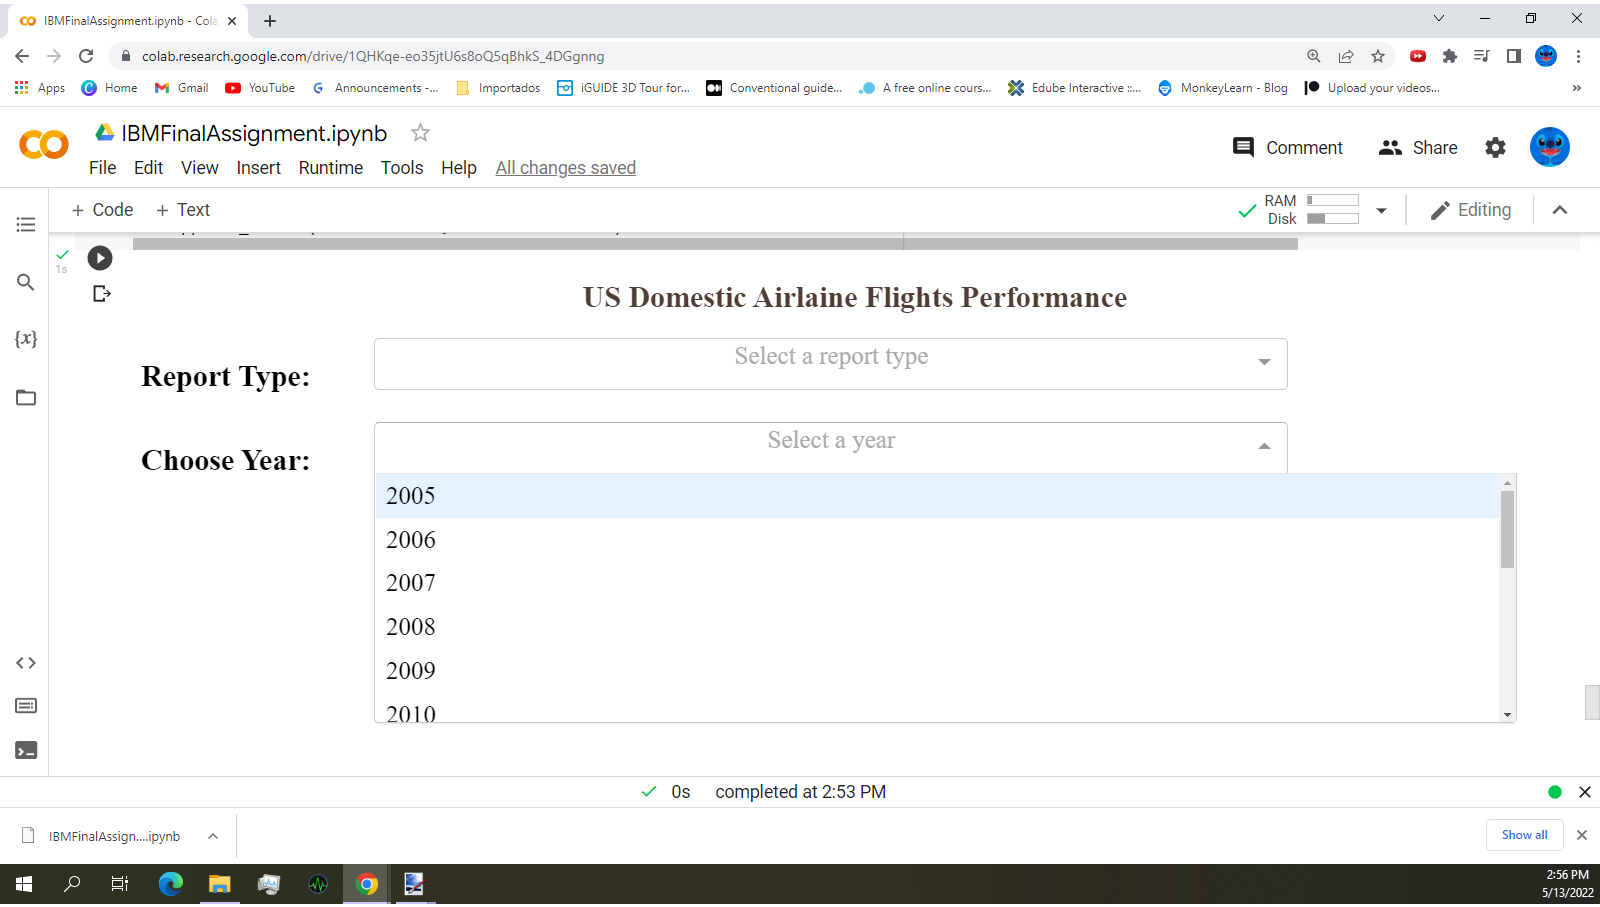 IBMFinalAssignment.ipynb - Cola
colab.research.google.com/drive/1QHKqe-eo35jtU6s8oQ5qBhkS_4DGgnng
Apps Home Gmail YouTube Announcements -... Importados iGUIDE 3D Tour for... Conventional guide... A free online cours... Edube Interactive ::... MonkeyLearn - Blog Upload your videos... »
IBMFinalAssignment.ipynb
Comment Share
File Edit View Insert Runtime Tools Help All changes saved
+ Code + Text
RAM
Disk
Editing
1s
US Domestic Airlaine Flights Performance
{x}
Report Type:
Select a report type
Choose Year:
Select a year
2005
2006
2007
2008
2009
2010
0s completed at 2:53 PM
IBMFinalAssign....ipynb
Show all
2:56 PM
5/13/2022